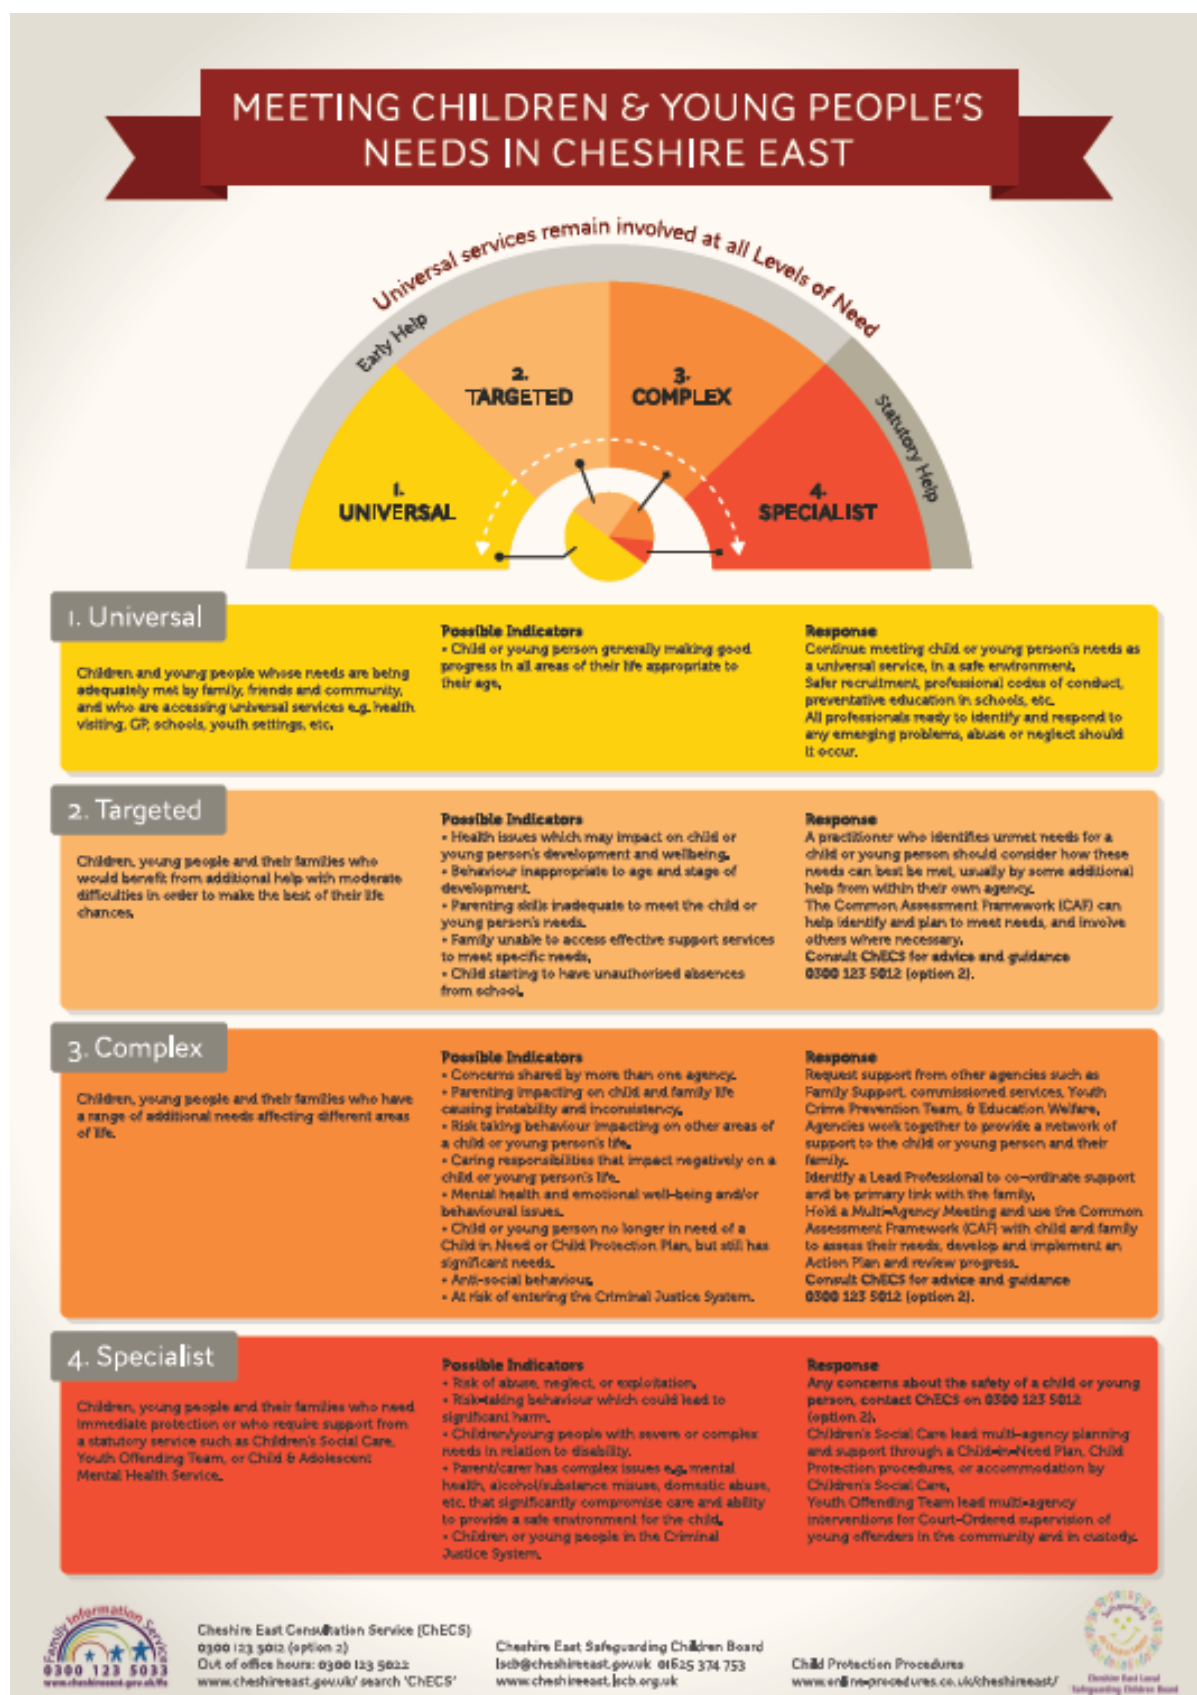 MEETING CHILDREN & YOUNG PEOPLE'S
NEEDS IN CHESHIRE EAST
Universal services remain involved at all Levels of Need
Early Help
Statutory Help
1.
UNIVERSAL
2.
TARGETED
3.
COMPLEX
4.
SPECIALIST
1. Universal
Children and young people whose needs are being
adequately met by family, friends and community,
and who are accessing universal services e.g. health
visiting, GP, schools, youth settings, etc.
Possible Indicators
• Child or young person generally making good
progress in all areas of their life appropriate to
their age.
Response
Continue meeting child or young person's needs as
a universal service, in a safe environment.
Safer recruitment, professional codes of conduct,
preventative education in schools, etc.
All professionals ready to identify and respond to
any emerging problems, abuse or neglect should
it occur.
2. Targeted
Children, young people and their families who
would benefit from additional help with moderate
difficulties in order to make the best of their life
chances.
Possible Indicators
• Health issues which may impact on child or
young person's development and wellbeing.
• Behaviour inappropriate to age and stage of
development.
• Parenting skills inadequate to meet the child or
young person's needs.
• Family unable to access effective support services
to meet specific needs.
• Child starting to have unauthorised absences
from school.
Response
A practitioner who identifies unmet needs for a
child or young person should consider how these
needs can best be met, usually by some additional
help from within their own agency.
The Common Assessment Framework (CAF) can
help identify and plan to meet needs, and involve
others where necessary.
Consult ChECS for advice and guidance
0300 123 5012 (option 2).
3. Complex
Children, young people and their families who have
a range of additional needs affecting different areas
of life.
Possible Indicators
• Concerns shared by more than one agency.
• Parenting impacting on child and family life
causing instability and inconsistency.
• Risk taking behaviour impacting on other areas of
a child or young person's life.
• Caring responsibilities that impact negatively on a
child or young person's life.
• Mental health and emotional well-being and/or
behavioural issues.
• Child or young person no longer in need of a
Child in Need or Child Protection Plan, but still has
significant needs.
• Anti-social behaviour.
• At risk of entering the Criminal Justice System.
Response
Request support from other agencies such as
Family Support, commissioned services, Youth
Crime Prevention Team, & Education Welfare.
Agencies work together to provide a network of
support to the child or young person and their
family.
Identify a Lead Professional to co-ordinate support
and be primary link with the family.
Hold a Multi-Agency Meeting and use the Common
Assessment Framework (CAF) with child and family
to assess their needs, develop and implement an
Action Plan and review progress.
Consult ChECS for advice and guidance
0300 123 5012 (option 2).
4. Specialist
Children, young people and their families who need
immediate protection or who require support from
a statutory service such as Children's Social Care,
Youth Offending Team, or Child & Adolescent
Mental Health Service.
Possible Indicators
• Risk of abuse, neglect, or exploitation.
• Risk-taking behaviour which could lead to
significant harm.
• Children/young people with severe or complex
needs in relation to disability.
• Parent/carer has complex issues e.g. mental
health, alcohol/substance misuse, domestic abuse,
etc. that significantly compromise care and ability
to provide a safe environment for the child.
• Children or young people in the Criminal
Justice System.
Response
Any concerns about the safety of a child or young
person, contact ChECS on 0300 123 5012
(option 2).
Children's Social Care lead multi-agency planning
and support through a Child-in-Need Plan, Child
Protection procedures, or accommodation by
Children's Social Care.
Youth Offending Team lead multi-agency
interventions for Court-Ordered supervision of
young offenders in the community and in custody.
Family Information Service
0300 123 5033
www.cheshireeast.gov.uk/fis
Cheshire East Consultation Service (ChECS)
0300 123 5012 (option 2)
Out of office hours: 0300 123 5022
www.cheshireeast.gov.uk/ search 'ChECS'
Cheshire East Safeguarding Children Board
lscb@cheshireeast.gov.uk 01625 374 753
www.cheshireeast.lscb.org.uk
Child Protection Procedures
www.online-procedures.co.uk/cheshireeast/
Safeguarding
Cheshire East Local
Safeguarding Children Board